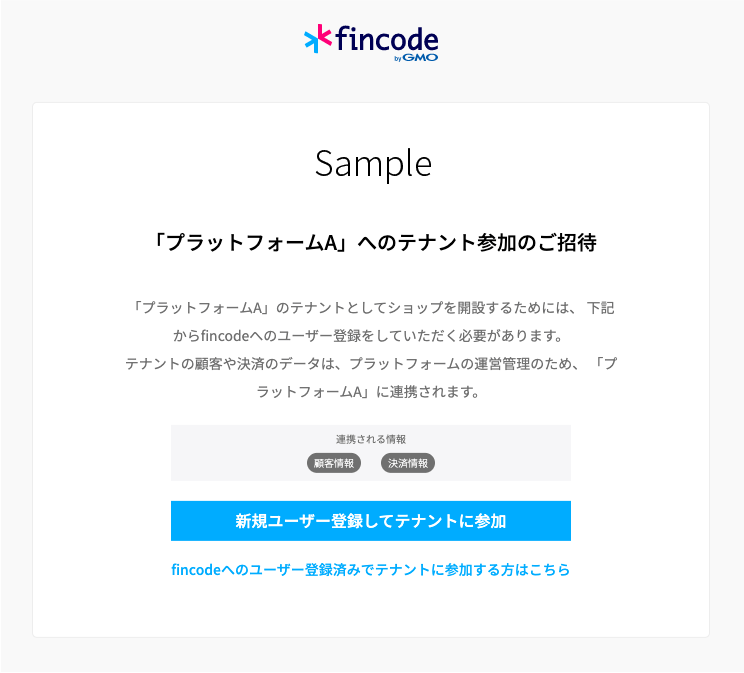 fincode
by GMO
Sample
「プラットフォームA」へのテナント参加のご招待
「プラットフォームA」のテナントとしてショップを開設するためには、 下記
からfincodeへのユーザー登録をしていただく必要があります。
テナントの顧客や決済のデータは、プラットフォームの運営管理のため、 「プ
ラットフォームA」に連携されます。
連携される情報
顧客情報 決済情報
新規ユーザー登録してテナントに参加
fincodeへのユーザー登録済みでテナントに参加する方はこちら